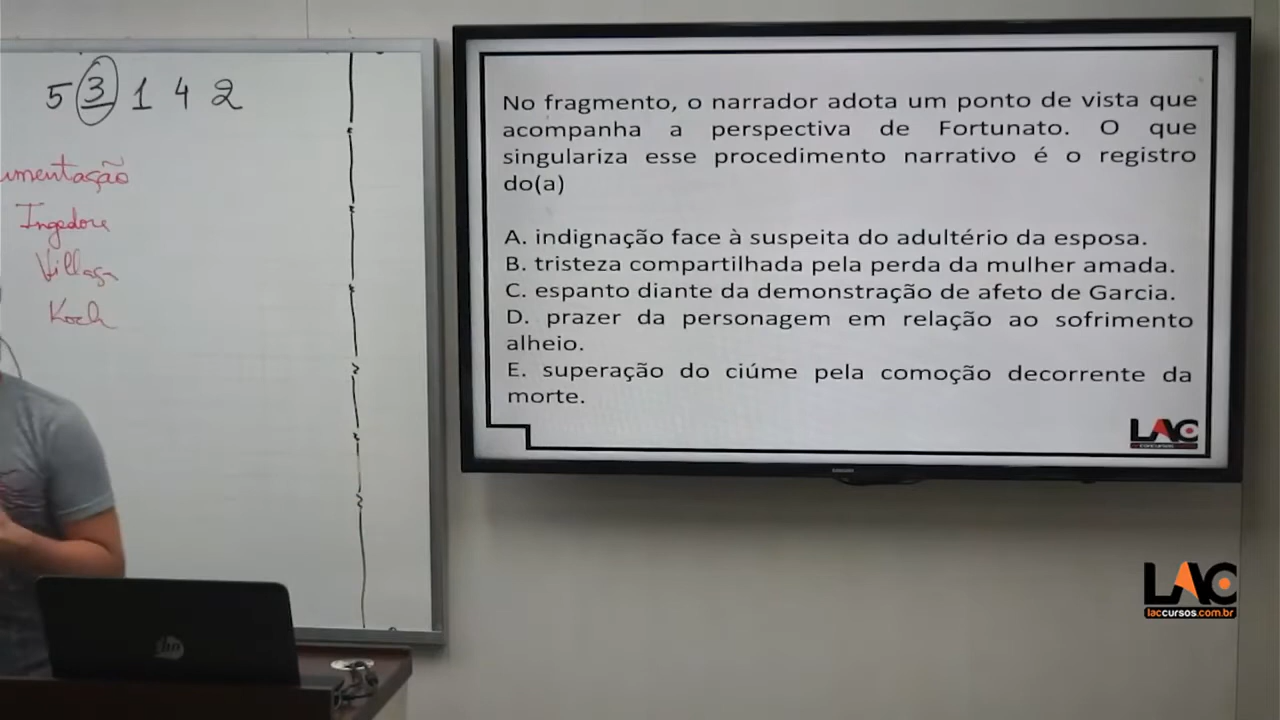 5 3 1 4 2
umentação
Ingedore
Villaça
Koch
No fragmento, o narrador adota um ponto de vista que
acompanha a perspectiva de Fortunato. O que
singulariza esse procedimento narrativo é o registro
do(a)
A. indignação face à suspeita do adultério da esposa.
B. tristeza compartilhada pela perda da mulher amada.
C. espanto diante da demonstração de afeto de Garcia.
D. prazer da personagem em relação ao sofrimento
alheio.
E. superação do ciúme pela comoção decorrente da
morte.
LAC
CONCURSOS
SAMSUNG
hp
LAC
laccursos.com.br